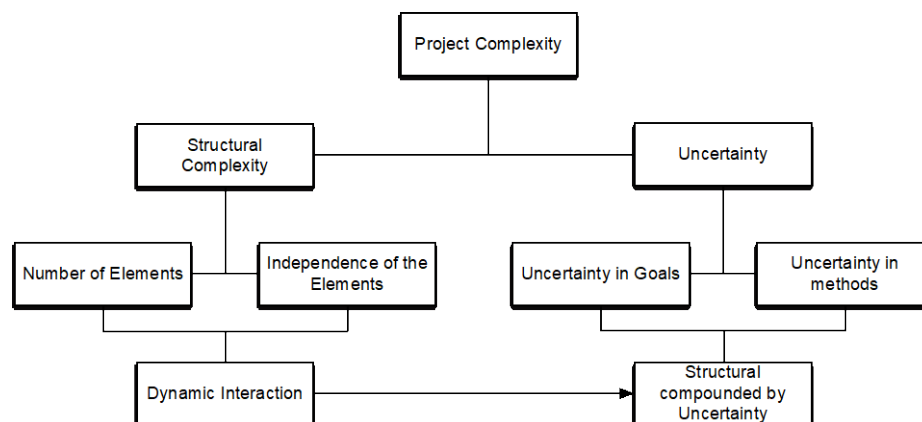 Project Complexity
Structural
Complexity
Uncertainty
Number of Elements
Independence of the
Elements
Uncertainty in Goals
Uncertainty in
methods
Dynamic Interaction
Structural
compounded by
Uncertainty